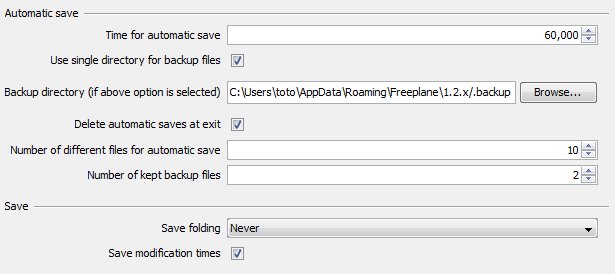 Automatic save
Time for automatic save 60,000
Use single directory for backup files
Backup directory (if above option is selected) C:\Users\toto\AppData\Roaming\Freeplane\1.2.x/.backup Browse...
Delete automatic saves at exit
Number of different files for automatic save 10
Number of kept backup files 2
Save
Save folding Never
Save modification times